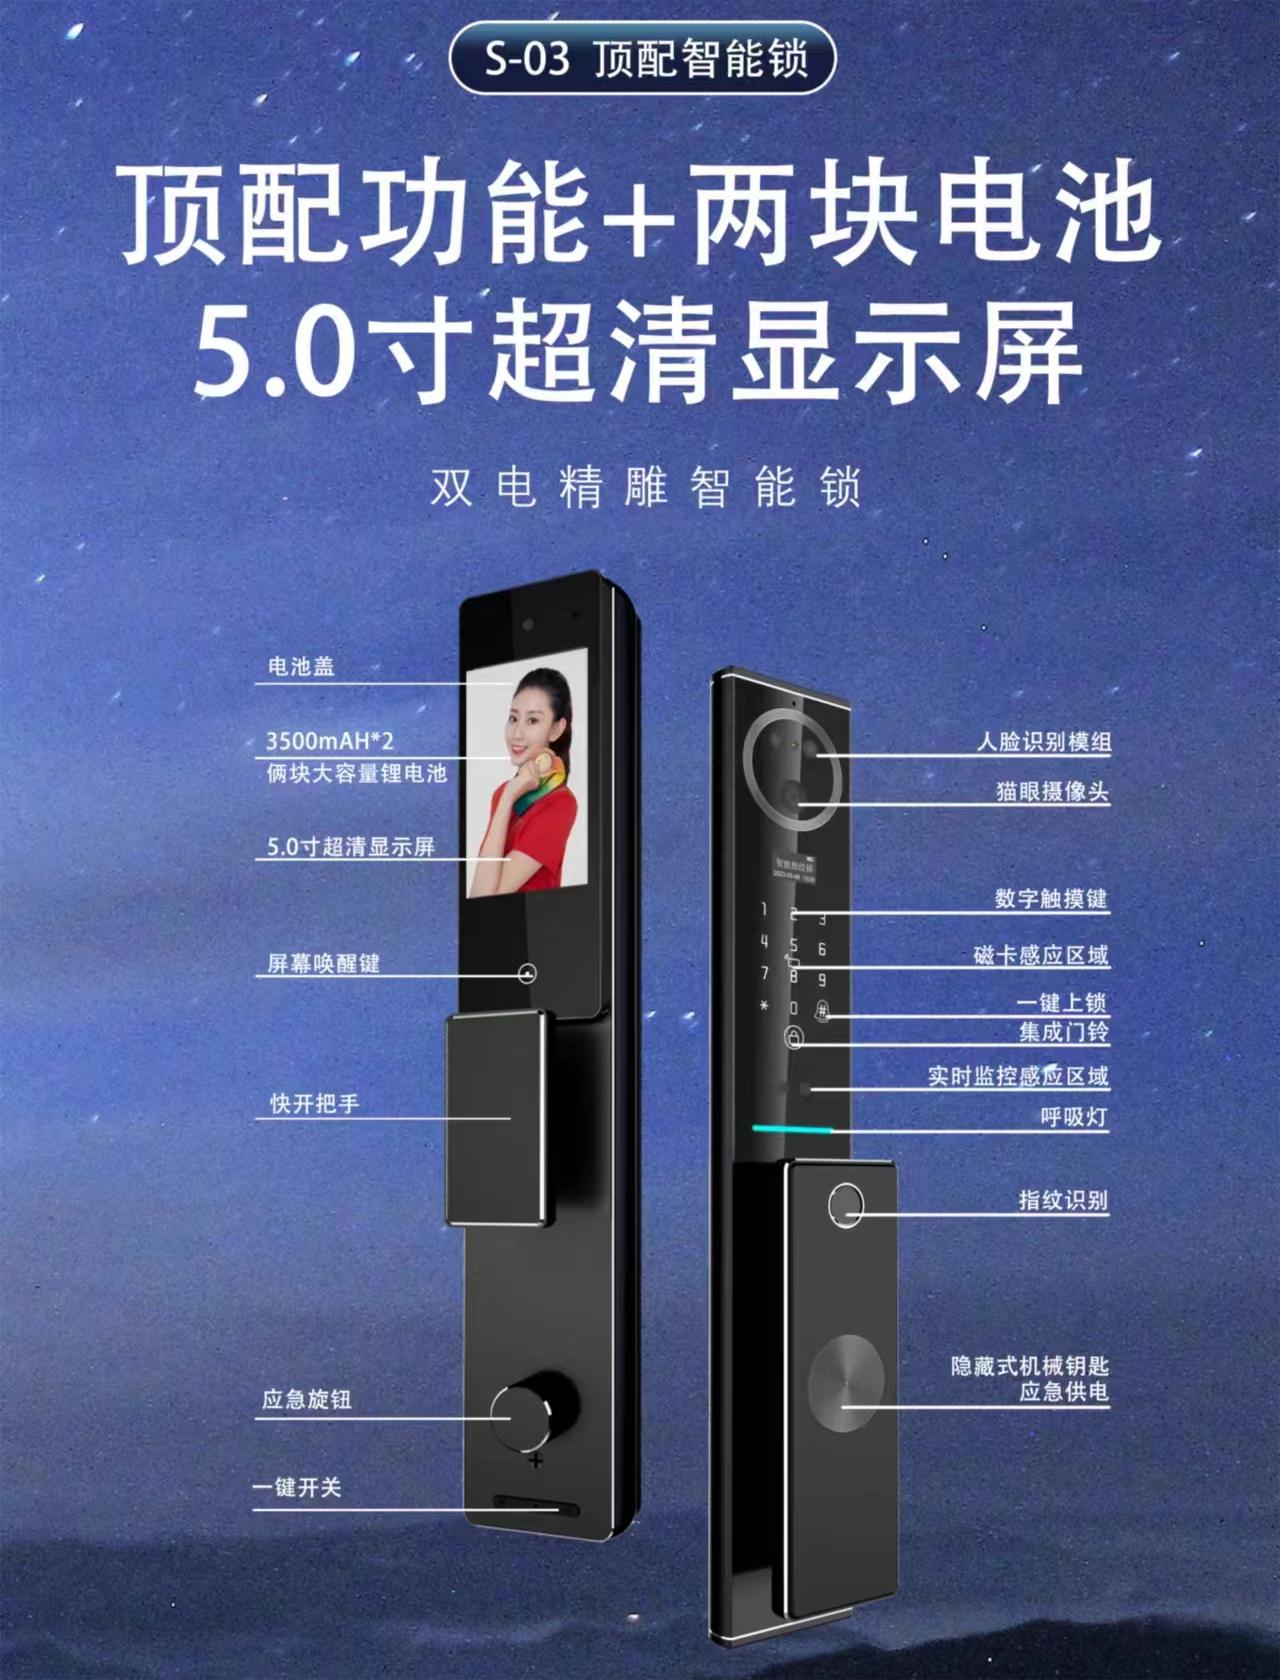 S-03 顶配智能锁
顶配功能+两块电池
5.0寸超清显示屏
双电精雕智能锁
电池盖
3500mAH*2
俩块大容量锂电池
5.0寸超清显示屏
屏幕唤醒键
快开把手
应急旋钮
一键开关
人脸识别模组
猫眼摄像头
数字触摸键
磁卡感应区域
一键上锁
集成门铃
实时监控感应区域
呼吸灯
指纹识别
隐藏式机械钥匙
应急供电
智能指纹锁
1 2 3
4 5 6
7 8 9
* 0 #